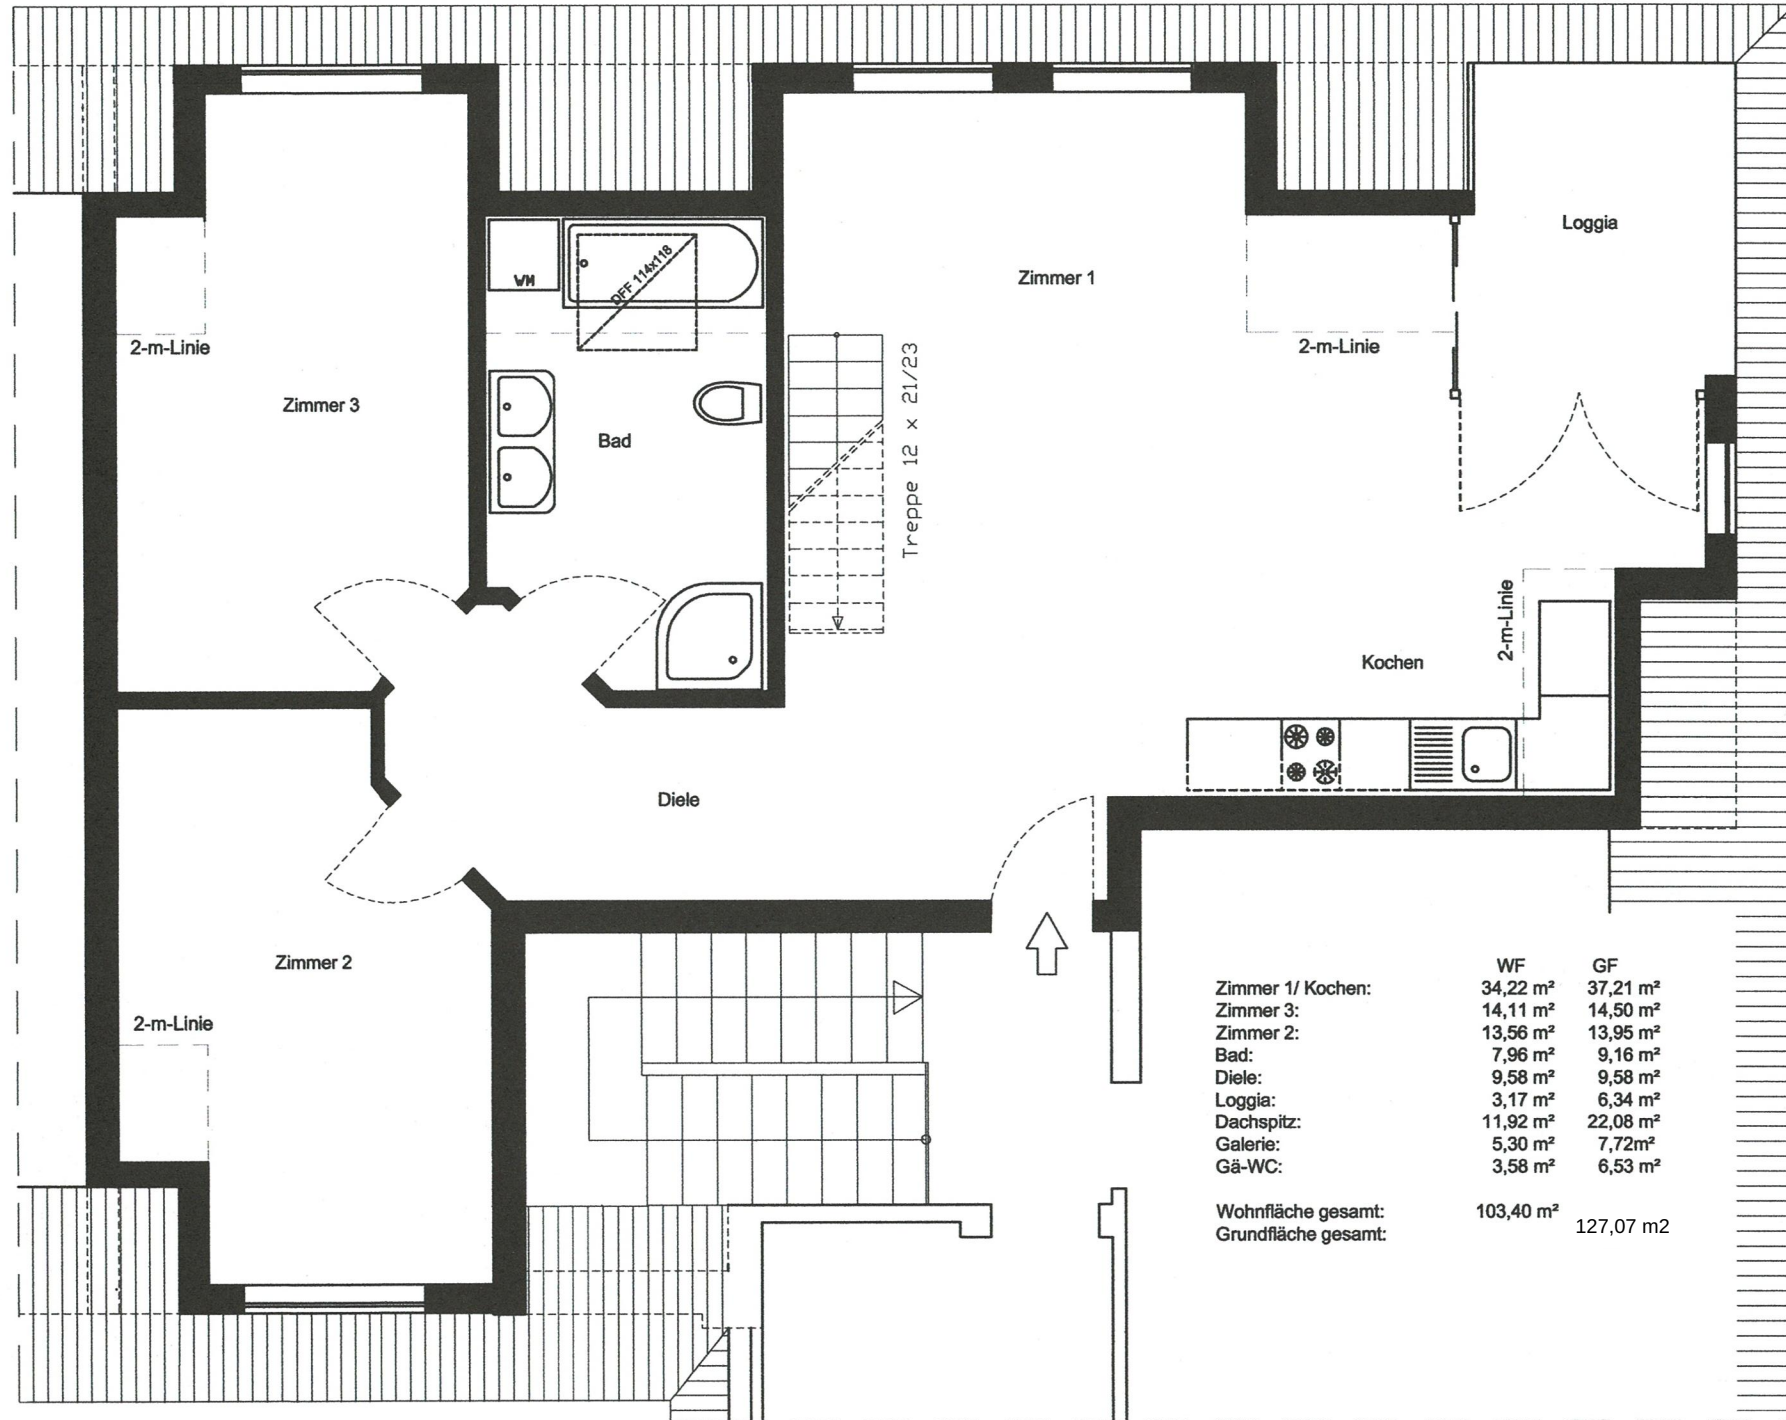 Loggia
Zimmer 1
WM
DFF 114x118
2-m-Linie
2-m-Linie
Zimmer 3
Bad
Treppe 12 x 21/23
2-m-Linie
Kochen
Diele
Zimmer 2
2-m-Linie
WF GF
Zimmer 1/ Kochen: 34,22 m² 37,21 m²
Zimmer 3: 14,11 m² 14,50 m²
Zimmer 2: 13,56 m² 13,95 m²
Bad: 7,96 m² 9,16 m²
Diele: 9,58 m² 9,58 m²
Loggia: 3,17 m² 6,34 m²
Dachspitz: 11,92 m² 22,08 m²
Galerie: 5,30 m² 7,72m²
Gä-WC: 3,58 m² 6,53 m²
Wohnfläche gesamt: 103,40 m²
Grundfläche gesamt: 127,07 m2